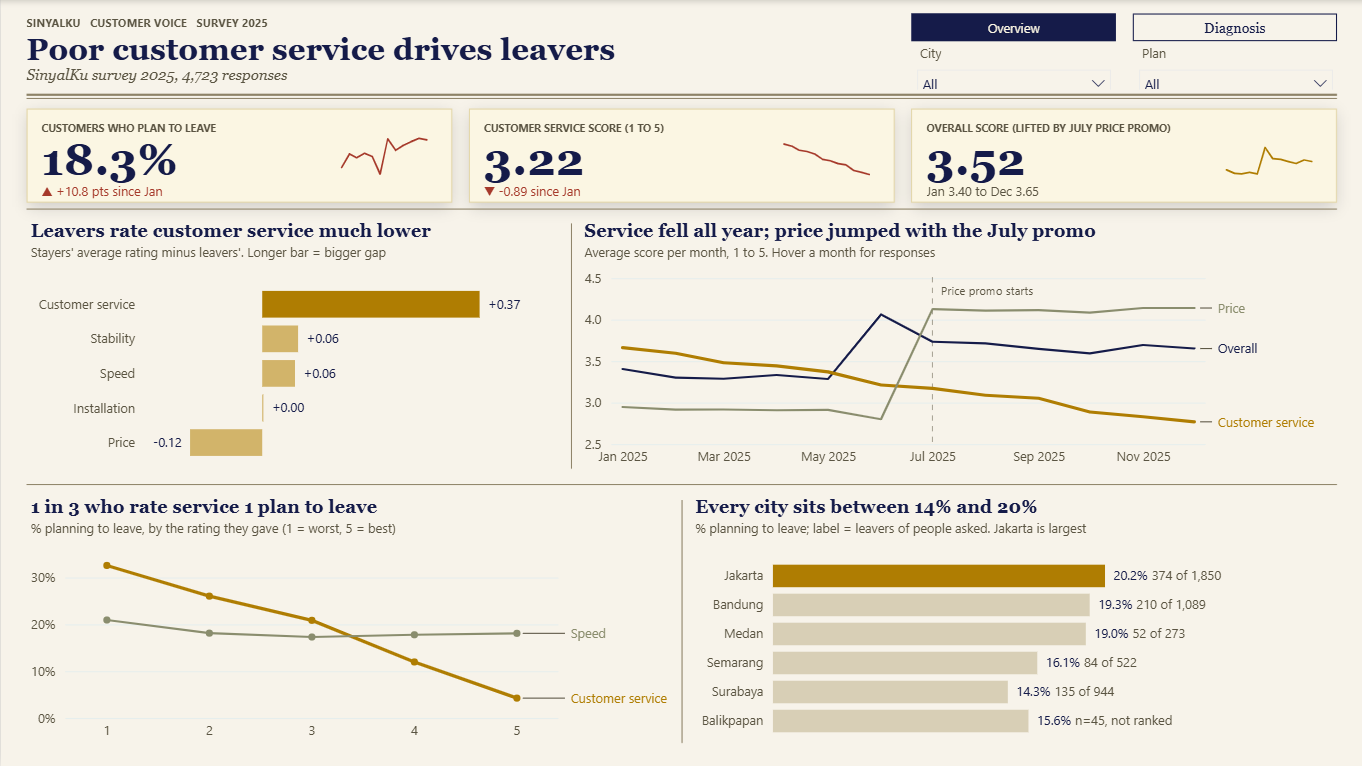 SINYALKU CUSTOMER VOICE SURVEY 2025
Poor customer service drives leavers
SinyalKu survey 2025, 4,723 responses
Overview
Diagnosis
City
Plan
All
All
CUSTOMERS WHO PLAN TO LEAVE
18.3%
▲ +10.8 pts since Jan
CUSTOMER SERVICE SCORE (1 TO 5)
3.22
▼ -0.89 since Jan
OVERALL SCORE (LIFTED BY JULY PRICE PROMO)
3.52
Jan 3.40 to Dec 3.65
Leavers rate customer service much lower
Stayers' average rating minus leavers'. Longer bar = bigger gap
Customer service +0.37
Stability +0.06
Speed +0.06
Installation +0.00
Price -0.12
Service fell all year; price jumped with the July promo
Average score per month, 1 to 5. Hover a month for responses
4.5
4.0
3.5
3.0
2.5
Price promo starts
Price
Overall
Customer service
Jan 2025 Mar 2025 May 2025 Jul 2025 Sep 2025 Nov 2025
1 in 3 who rate service 1 plan to leave
% planning to leave, by the rating they gave (1 = worst, 5 = best)
30%
20%
10%
0%
Speed
Customer service
1 2 3 4 5
Every city sits between 14% and 20%
% planning to leave; label = leavers of people asked. Jakarta is largest
Jakarta 20.2% 374 of 1,850
Bandung 19.3% 210 of 1,089
Medan 19.0% 52 of 273
Semarang 16.1% 84 of 522
Surabaya 14.3% 135 of 944
Balikpapan 15.6% n=45, not ranked